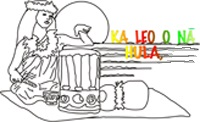 KA LEO O NĀ
HULA,